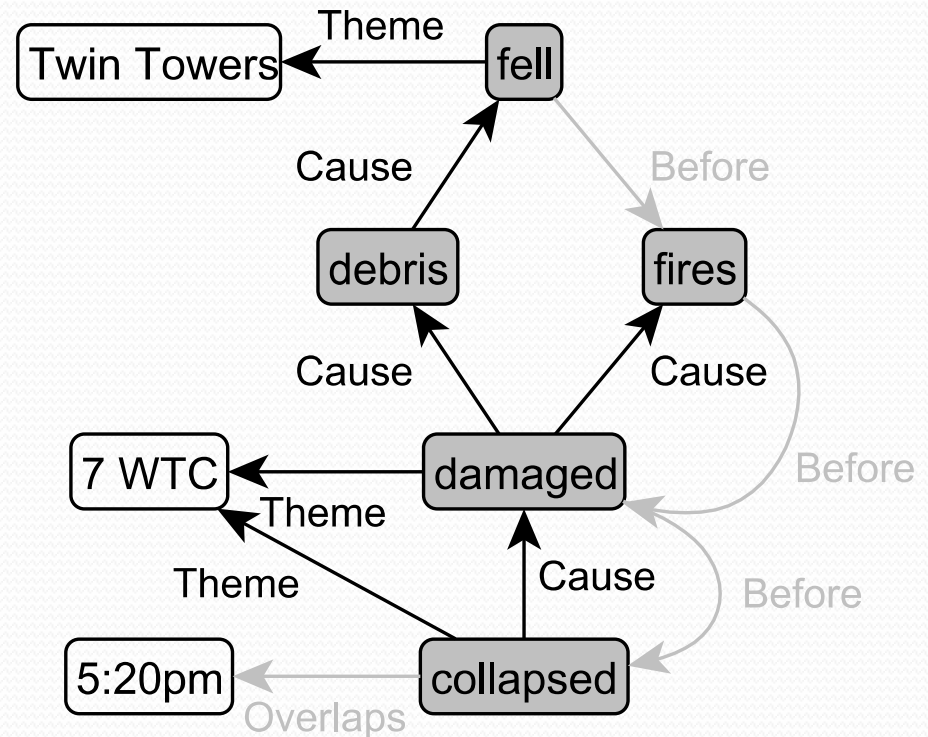 Theme
Twin Towers
fell
Cause
Before
debris
fires
Cause
Cause
7 WTC
damaged
Before
Theme
Theme
Cause
Before
5:20pm
collapsed
Overlaps